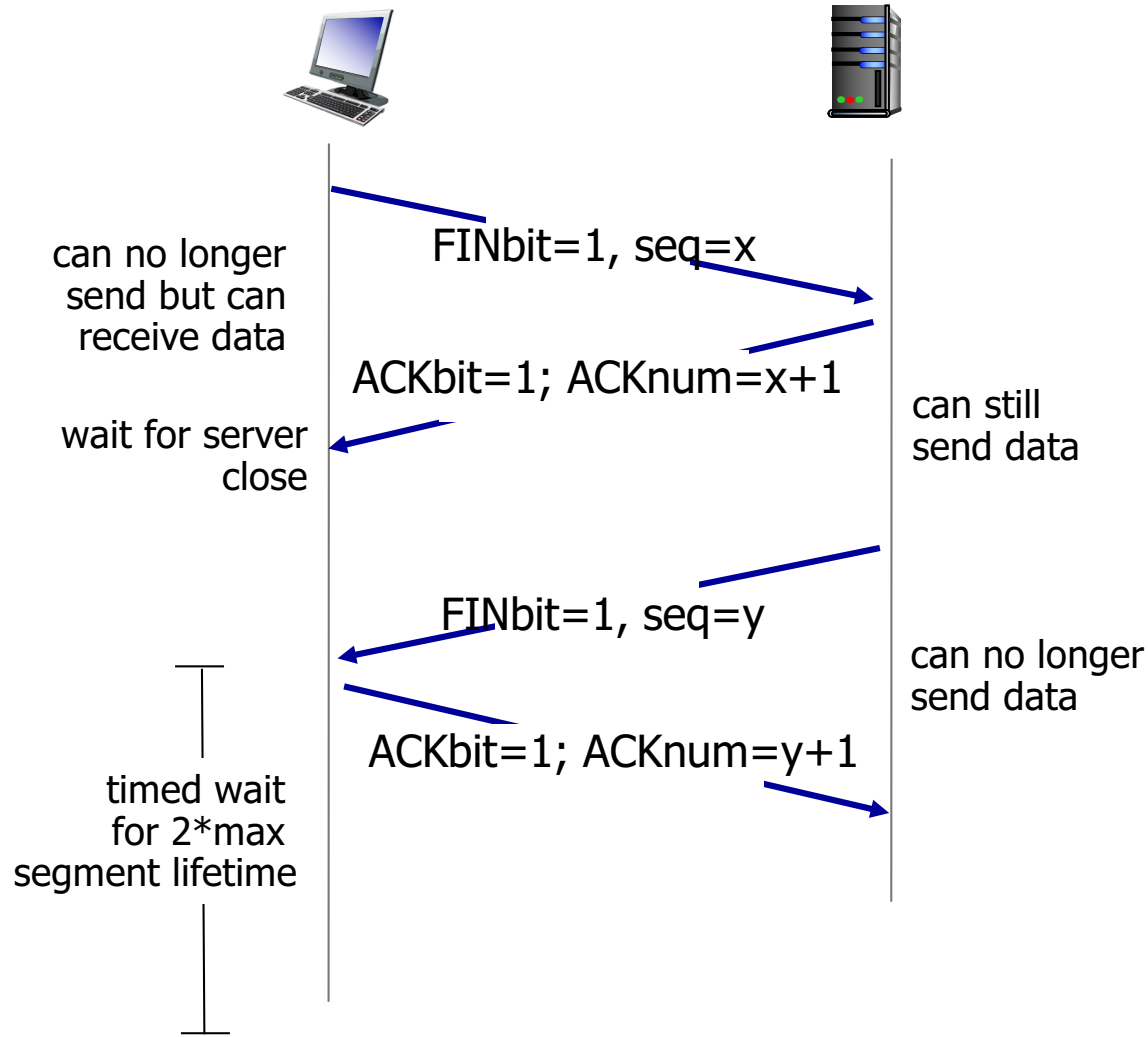 FINbit=1, seq=x
can no longer
send but can
receive data
ACKbit=1; ACKnum=x+1
can still
send data
wait for server
close
FINbit=1, seq=y
can no longer
send data
ACKbit=1; ACKnum=y+1
timed wait
for 2*max
segment lifetime